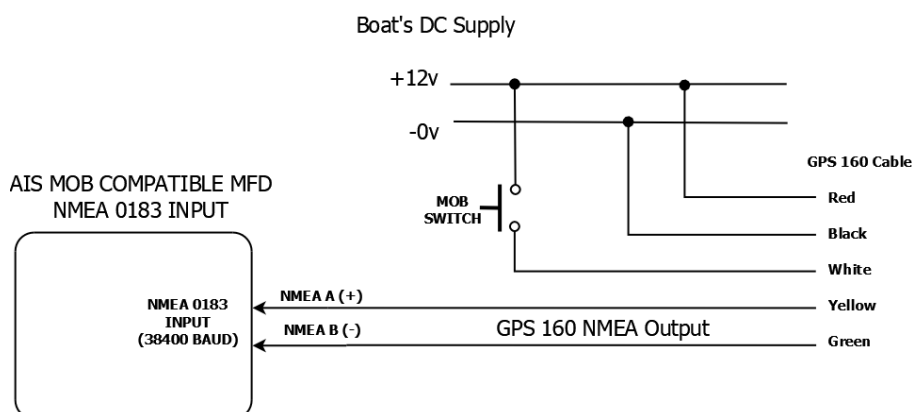 Boat's DC Supply
+12v
-0v
GPS 160 Cable
AIS MOB COMPATIBLE MFD
NMEA 0183 INPUT
MOB
SWITCH
Red
Black
White
NMEA 0183
INPUT
(38400 BAUD)
NMEA A (+)
Yellow
NMEA B (-)
GPS 160 NMEA Output
Green